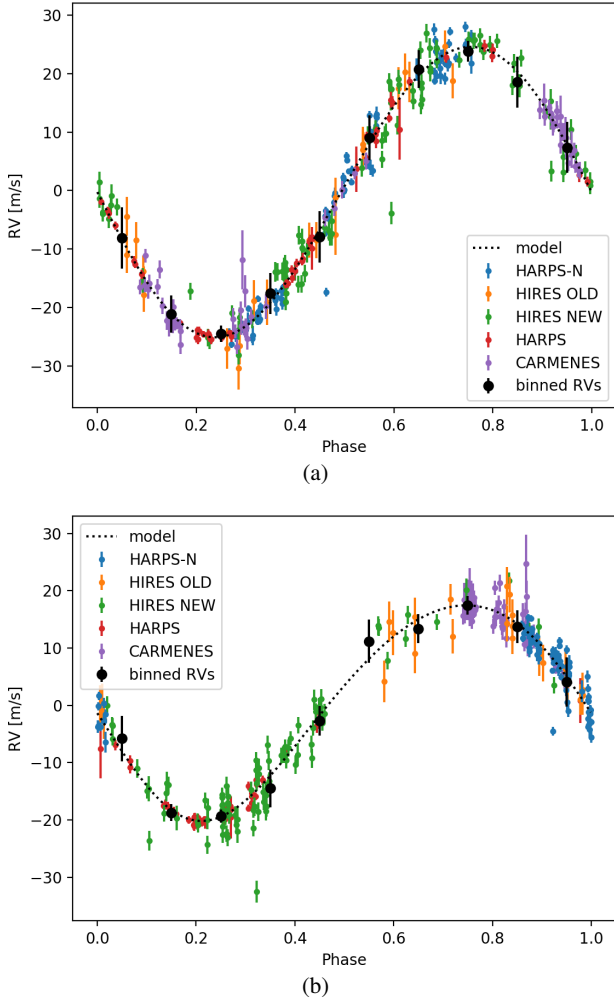 30
20
10
0
−10
−20
−30
RV [m/s]
model
HARPS-N
HIRES OLD
HIRES NEW
HARPS
CARMENES
binned RVs
0.0 0.2 0.4 0.6 0.8 1.0
Phase
(a)
30
20
10
0
−10
−20
−30
RV [m/s]
model
HARPS-N
HIRES OLD
HIRES NEW
HARPS
CARMENES
binned RVs
0.0 0.2 0.4 0.6 0.8 1.0
Phase
(b)